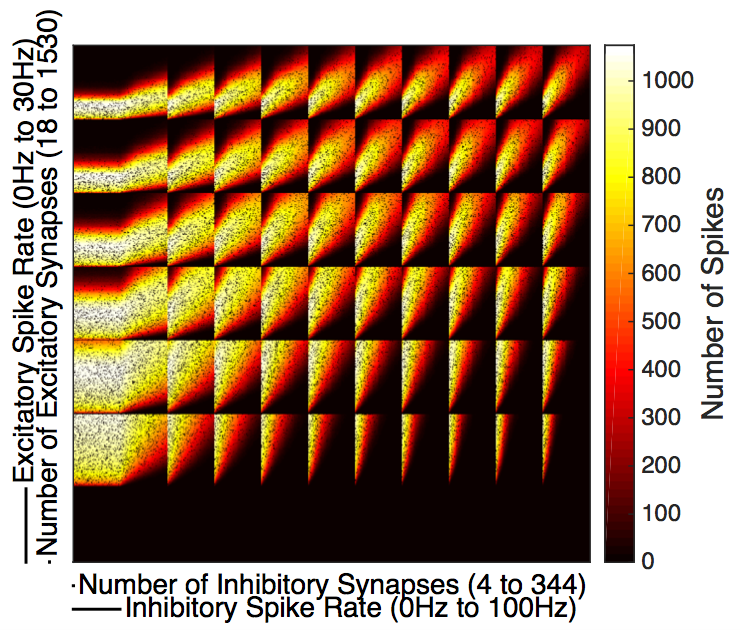 Excitatory Spike Rate (0Hz to 30Hz)
·Number of Excitatory Synapses (18 to 1530)
1000
900
800
700
600
500
400
300
200
100
0
Number of Spikes
·Number of Inhibitory Synapses (4 to 344)
Inhibitory Spike Rate (0Hz to 100Hz)